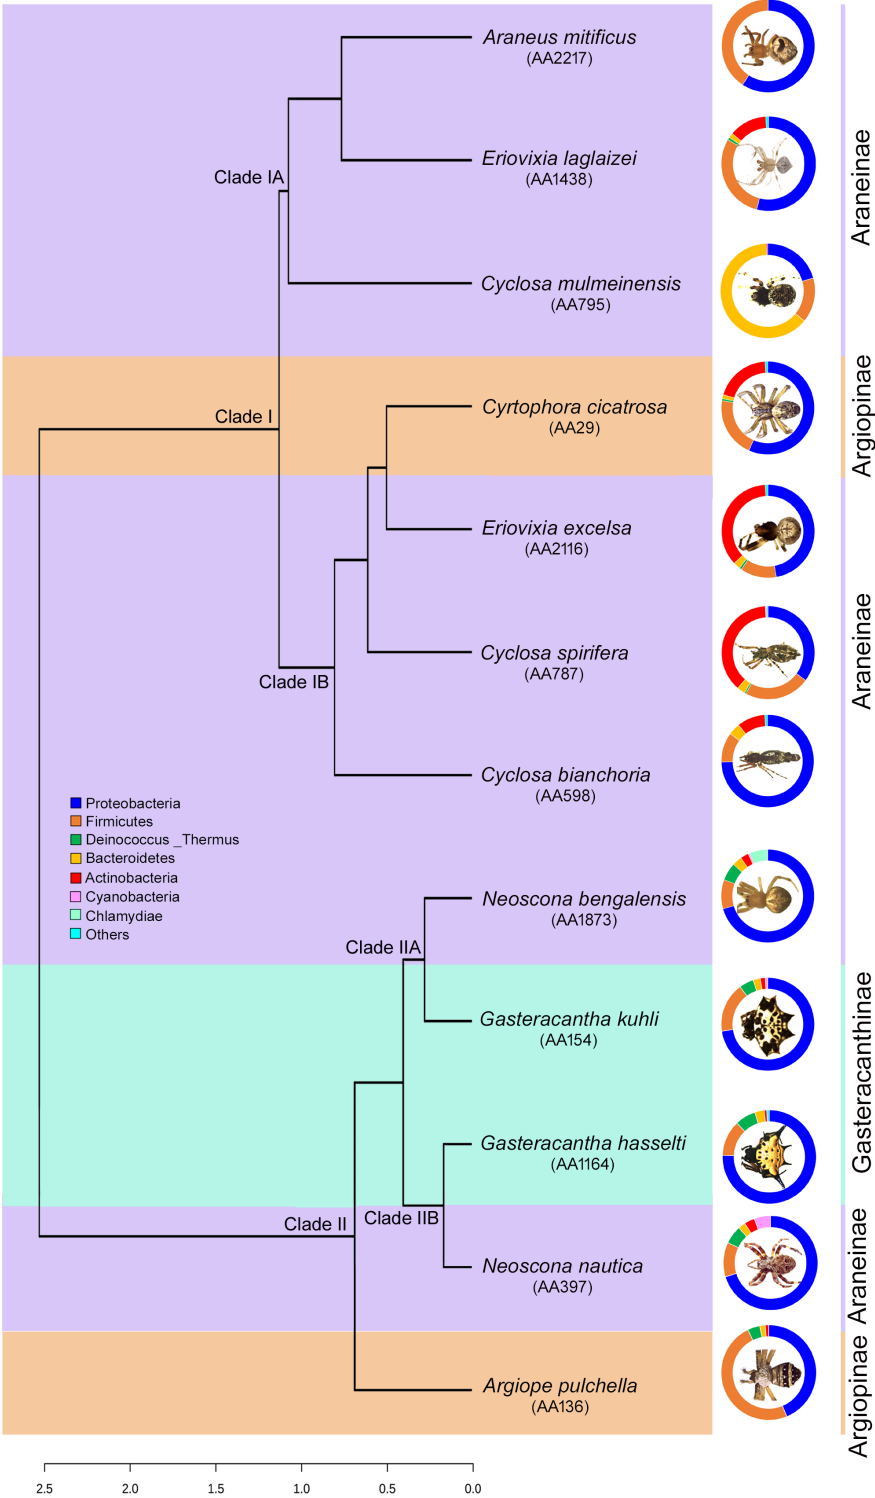 Araneus mitificus
(AA2217)
Eriovixia laglaizei
(AA1438)
Clade IA
Araneinae
Cyclosa mulmeinensis
(AA795)
Clade I
Cyrtophora cicatrosa
(AA29)
Argiopinae
Eriovixia excelsa
(AA2116)
Cyclosa spirifera
(AA787)
Araneinae
Clade IB
Cyclosa bianchoria
(AA598)
Proteobacteria
Firmicutes
Deinococcus _Thermus
Bacteroidetes
Actinobacteria
Cyanobacteria
Chlamydiae
Others
Neoscona bengalensis
(AA1873)
Clade IIA
Gasteracantha kuhli
(AA154)
Gasteracanthinae
Gasteracantha hasselti
(AA1164)
Clade II
Clade IIB
Neoscona nautica
(AA397)
Araneinae
Argiope pulchella
(AA136)
Argiopinae
2.5 2.0 1.5 1.0 0.5 0.0